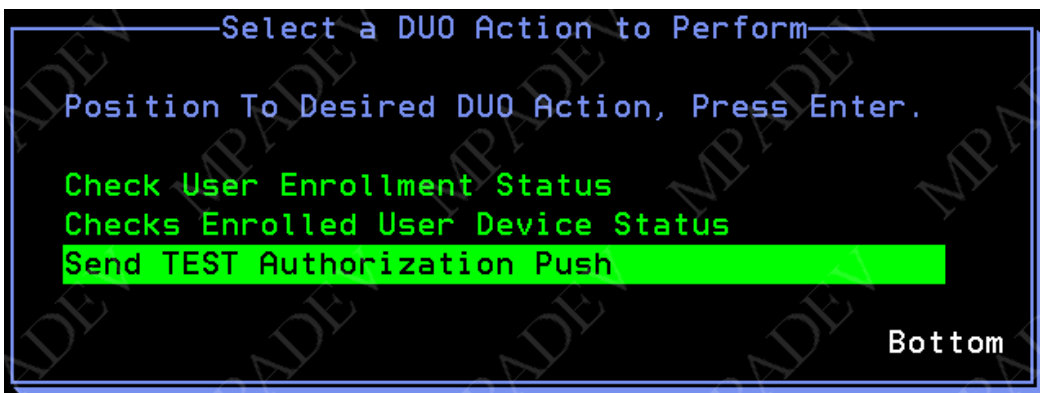 Select a DUO Action to Perform
Position To Desired DUO Action, Press Enter.
Check User Enrollment Status
Checks Enrolled User Device Status
Send TEST Authorization Push
Bottom
MPADEV